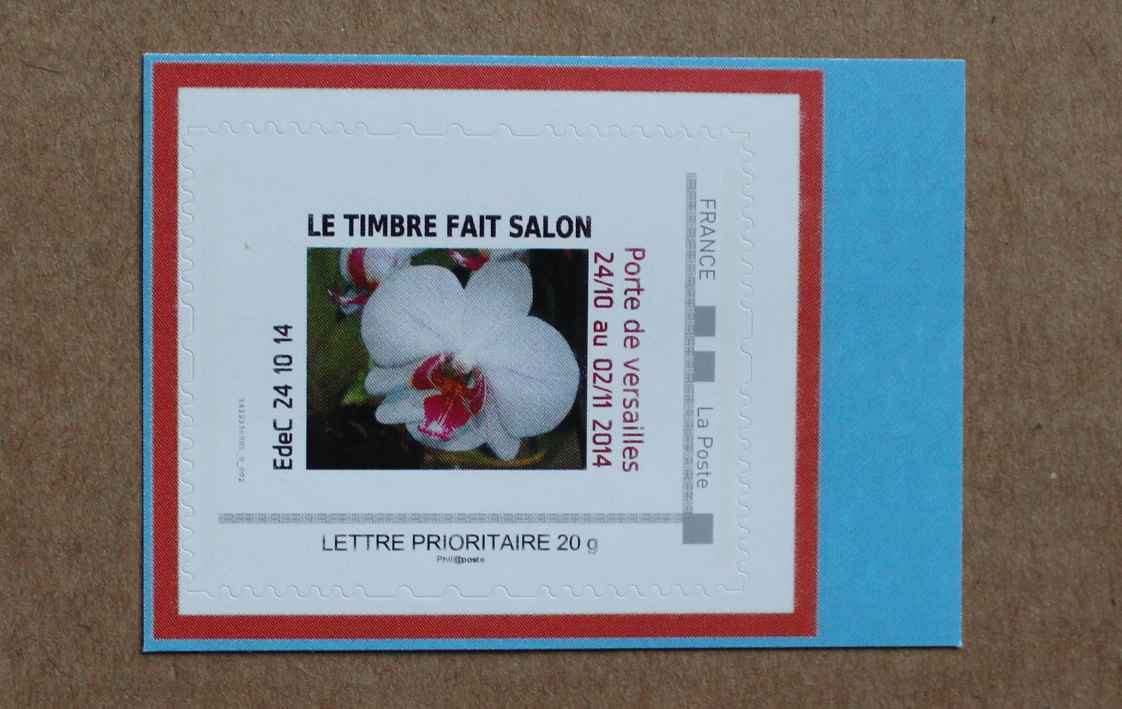 LE TIMBRE FAIT SALON
Porte de versailles
24/10 au 02/11 2014
EdeC 24 10 14
FRANCE
La Poste
LETTRE PRIORITAIRE 20 g
Phil@poste